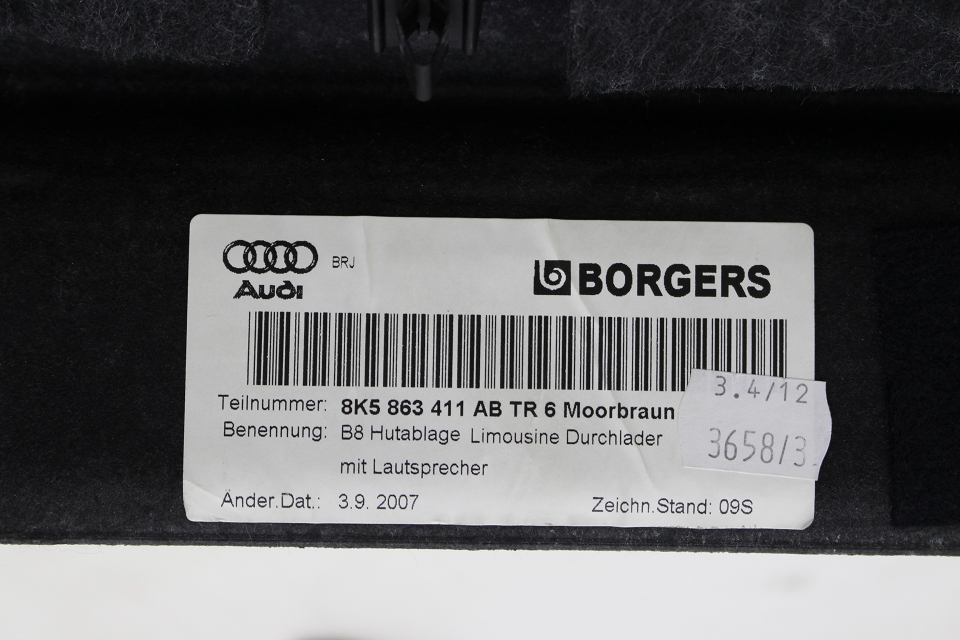 Audi
BRJ
BORGERS
Teilnummer: 8K5 863 411 AB TR 6 Moorbraun
Benennung: B8 Hutablage Limousine Durchlader
mit Lautsprecher
Änder.Dat.: 3.9. 2007
Zeichn.Stand: 09S
3.4/12
3658/3